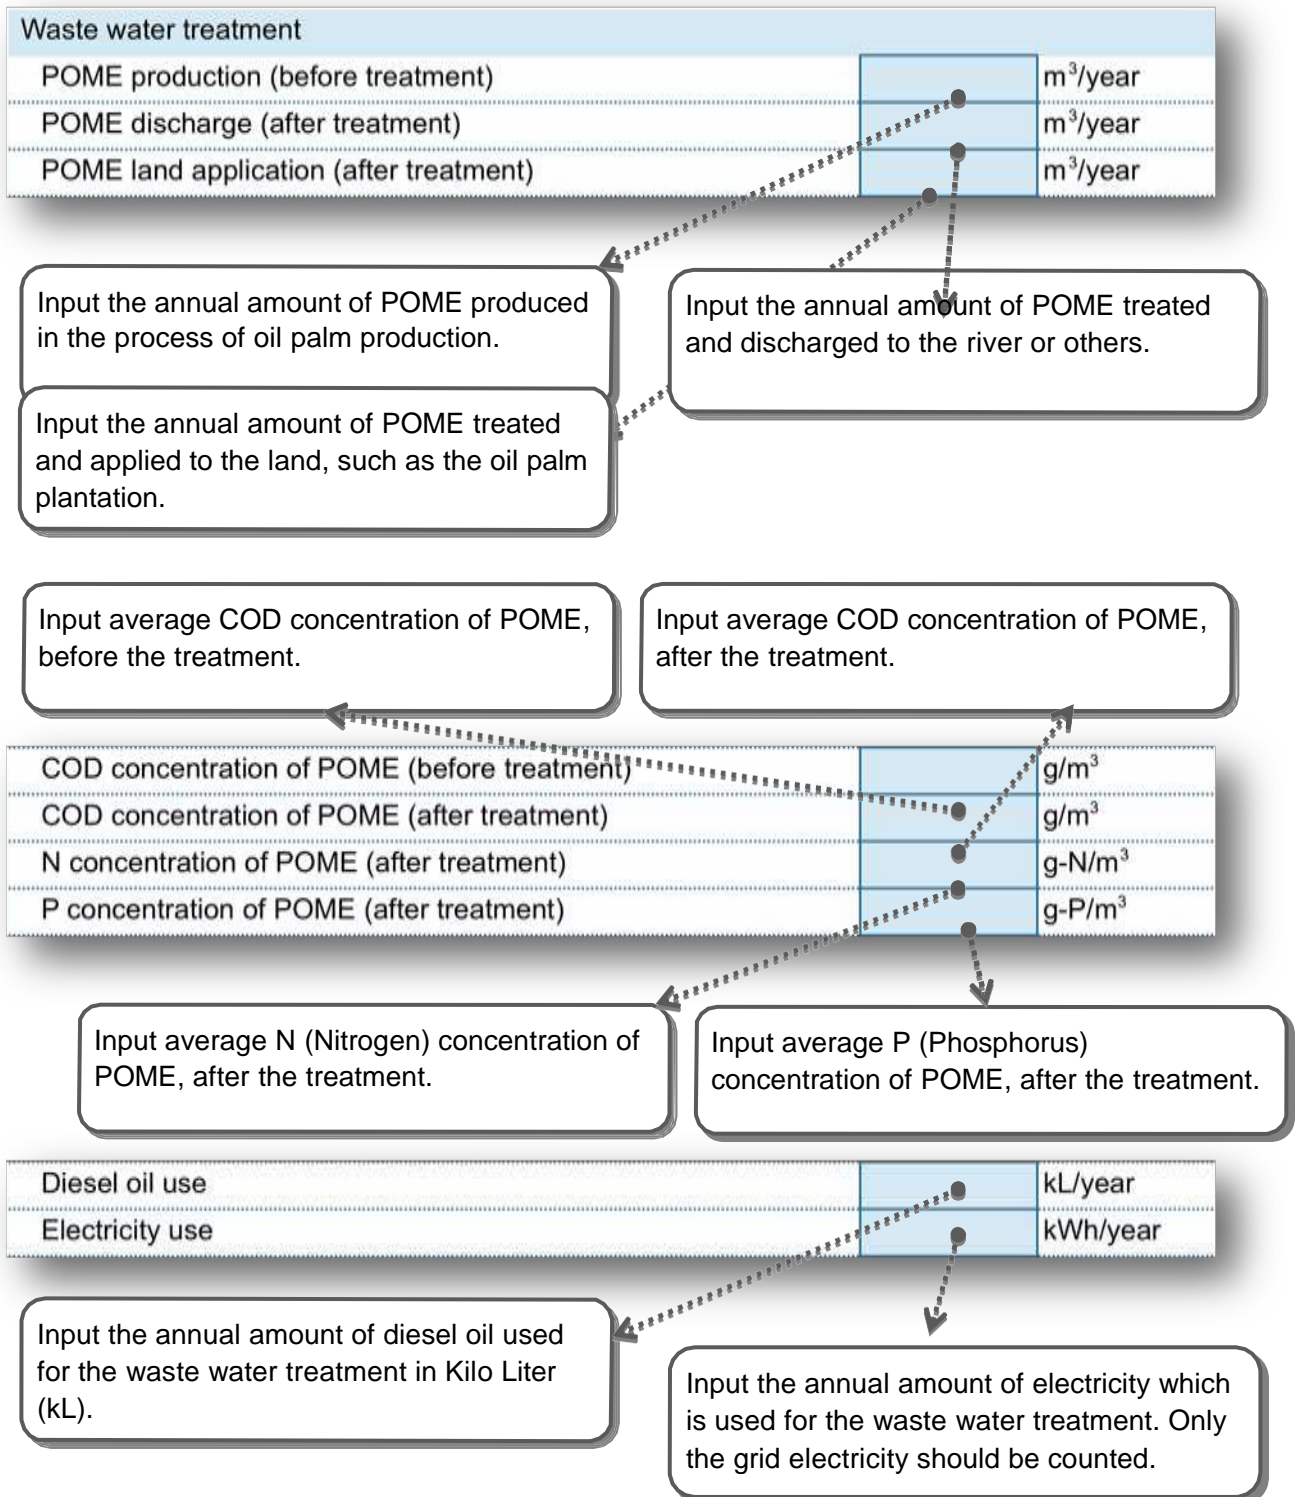 Waste water treatment
POME production (before treatment) m³/year
POME discharge (after treatment) m³/year
POME land application (after treatment) m³/year
Input the annual amount of POME produced
in the process of oil palm production.
Input the annual amount of POME treated
and discharged to the river or others.
Input the annual amount of POME treated
and applied to the land, such as the oil palm
plantation.
Input average COD concentration of POME,
before the treatment.
Input average COD concentration of POME,
after the treatment.
COD concentration of POME (before treatment) g/m³
COD concentration of POME (after treatment) g/m³
N concentration of POME (after treatment) g-N/m³
P concentration of POME (after treatment) g-P/m³
Input average N (Nitrogen) concentration of
POME, after the treatment.
Input average P (Phosphorus)
concentration of POME, after the treatment.
Diesel oil use kL/year
Electricity use kWh/year
Input the annual amount of diesel oil used
for the waste water treatment in Kilo Liter
(kL).
Input the annual amount of electricity which
is used for the waste water treatment. Only
the grid electricity should be counted.